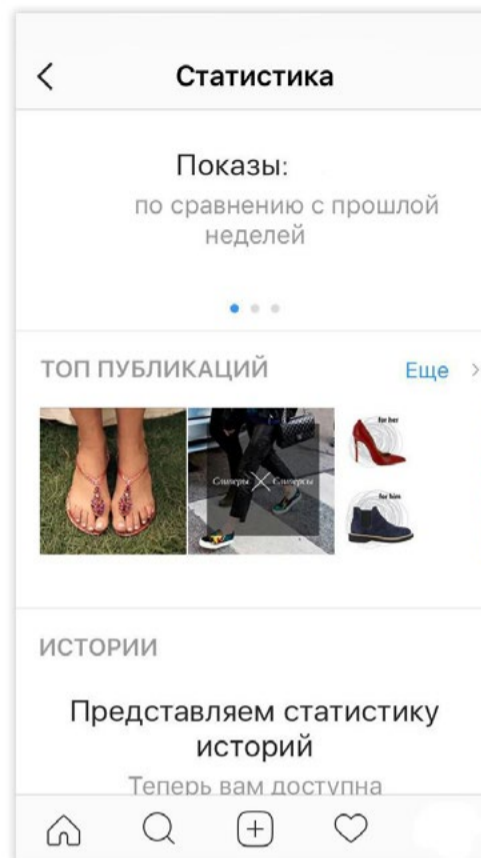 Статистика
Показы:
по сравнению с прошлой
неделей
ТОП ПУБЛИКАЦИЙ
Еще
Слиперы
Слиперсы
for her
for him
ИСТОРИИ
Представляем статистику
историй
Теперь вам доступна